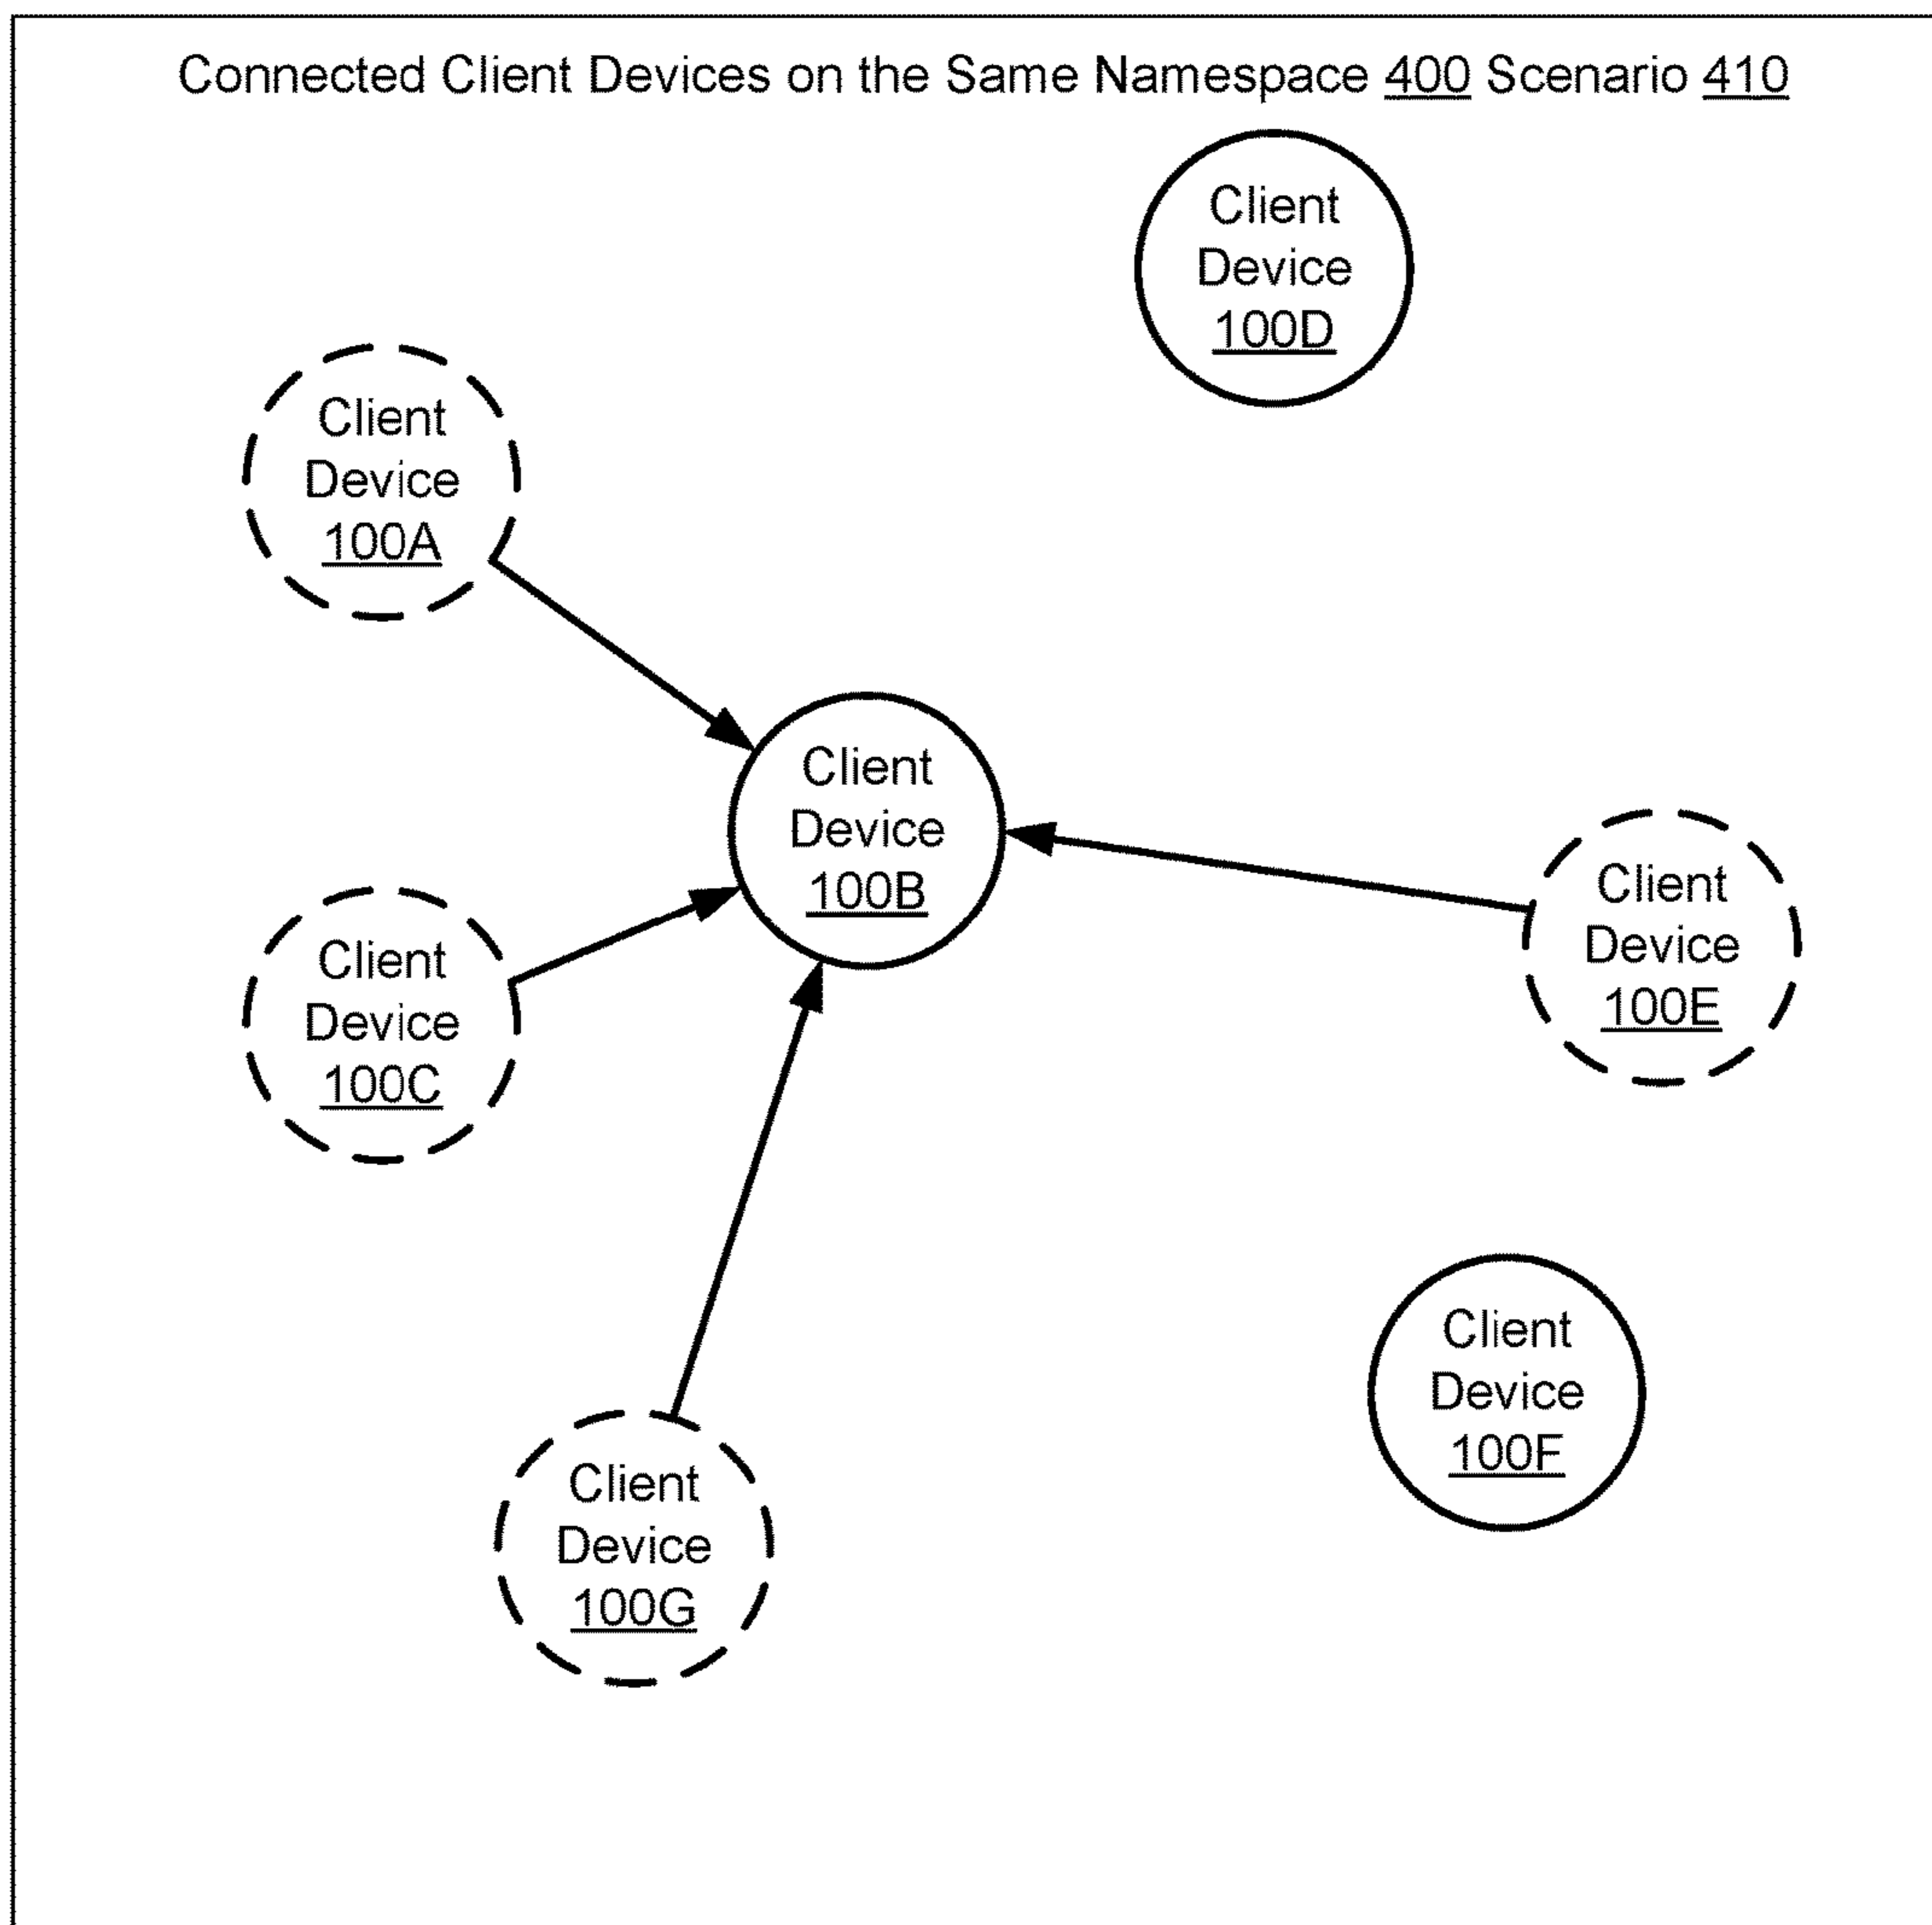 Connected Client Devices on the Same Namespace 400 Scenario 410
Client
Device
100D
Client
Device
100A
Client
Device
100B
Client
Device
100E
Client
Device
100C
Client
Device
100F
Client
Device
100G